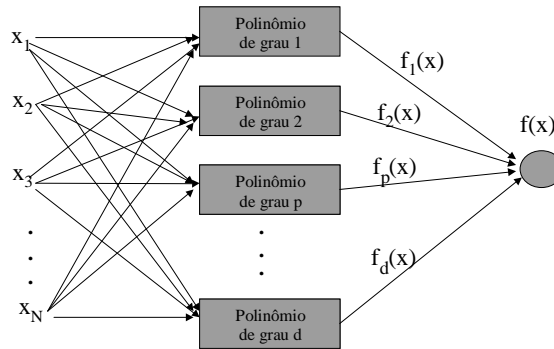 x1
x2
x3
. . .
xN
Polinômio
de grau 1
Polinômio
de grau 2
Polinômio
de grau p
. . .
Polinômio
de grau d
f1(x)
f2(x)
fp(x)
fd(x)
f(x)